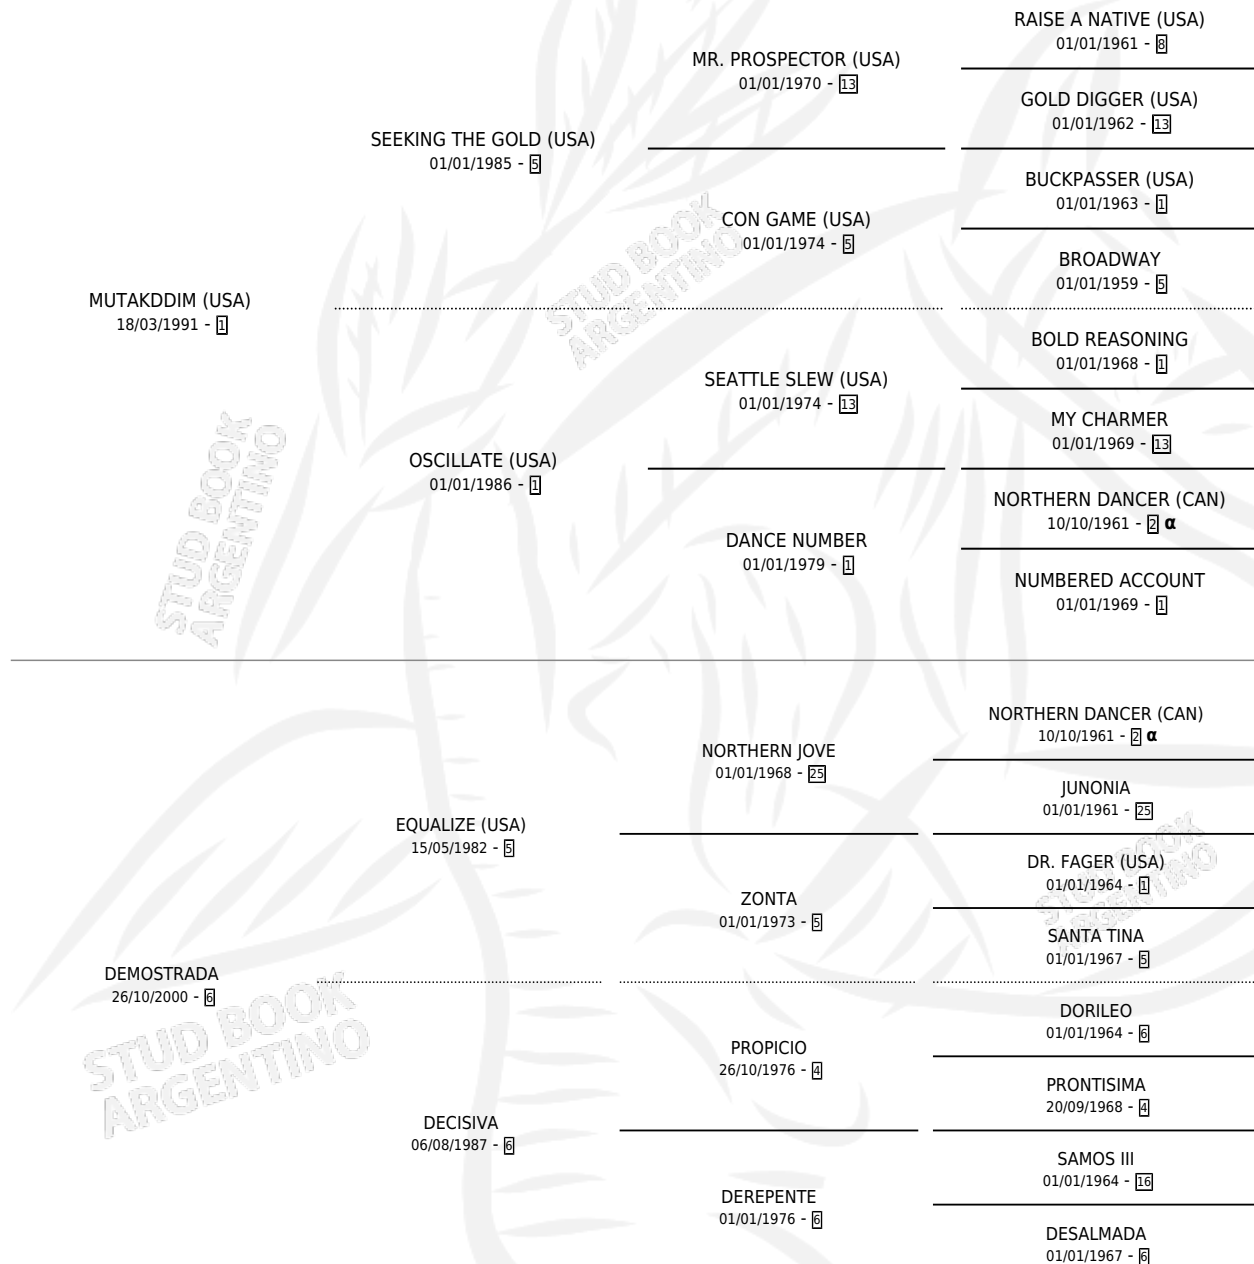 RAISE A NATIVE (USA)
01/01/1961 - 8
MR. PROSPECTOR (USA)
01/01/1970 - 13
GOLD DIGGER (USA)
01/01/1962 - 13
SEEKING THE GOLD (USA)
01/01/1985 - 5
BUCKPASSER (USA)
01/01/1963 - 1
CON GAME (USA)
01/01/1974 - 5
BROADWAY
01/01/1959 - 5
STUD BOOK
ARGENTINO
MUTAKDDIM (USA)
18/03/1991 - 1
BOLD REASONING
01/01/1968 - 1
SEATTLE SLEW (USA)
01/01/1974 - 13
MY CHARMER
01/01/1969 - 13
OSCILLATE (USA)
01/01/1986 - 1
NORTHERN DANCER (CAN)
10/10/1961 - 2 α
DANCE NUMBER
01/01/1979 - 1
NUMBERED ACCOUNT
01/01/1969 - 1
STUD BOOK
ARGENTINO
NORTHERN DANCER (CAN)
10/10/1961 - 2 α
NORTHERN JOVE
01/01/1968 - 25
JUNONIA
01/01/1961 - 25
EQUALIZE (USA)
15/05/1982 - 5
DR. FAGER (USA)
01/01/1964 - 1
ZONTA
01/01/1973 - 5
SANTA TINA
01/01/1967 - 5
STUD BOOK
ARGENTINO
DEMOSTRADA
26/10/2000 - 6
DORILEO
01/01/1964 - 6
PROPICIO
26/10/1976 - 4
PRONTISIMA
20/09/1968 - 4
DECISIVA
06/08/1987 - 6
SAMOS III
01/01/1964 - 16
DEREPENTE
01/01/1976 - 6
DESALMADA
01/01/1967 - 6
STUD BOOK
ARGENTINO